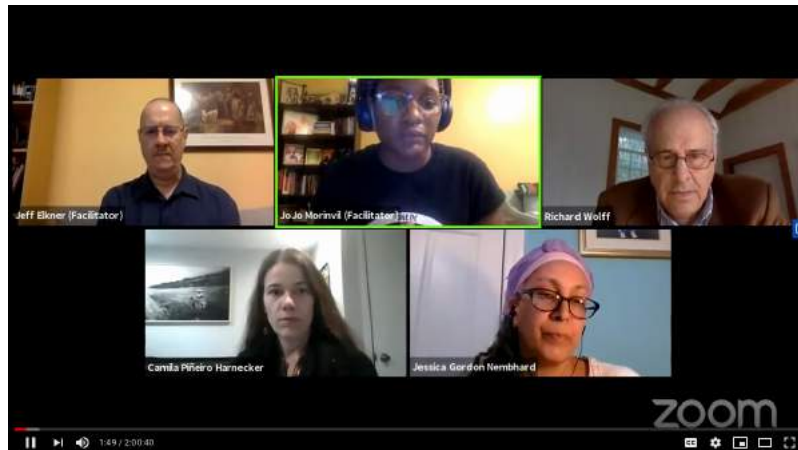 Jeff Elkner (Facilitator)
JoJo Morinvil (Facilitator)
Richard Wolff
Camila Piñeiro Harnecker
Jessica Gordon Nembhard
zoom
1:49 / 2:00:40
CC